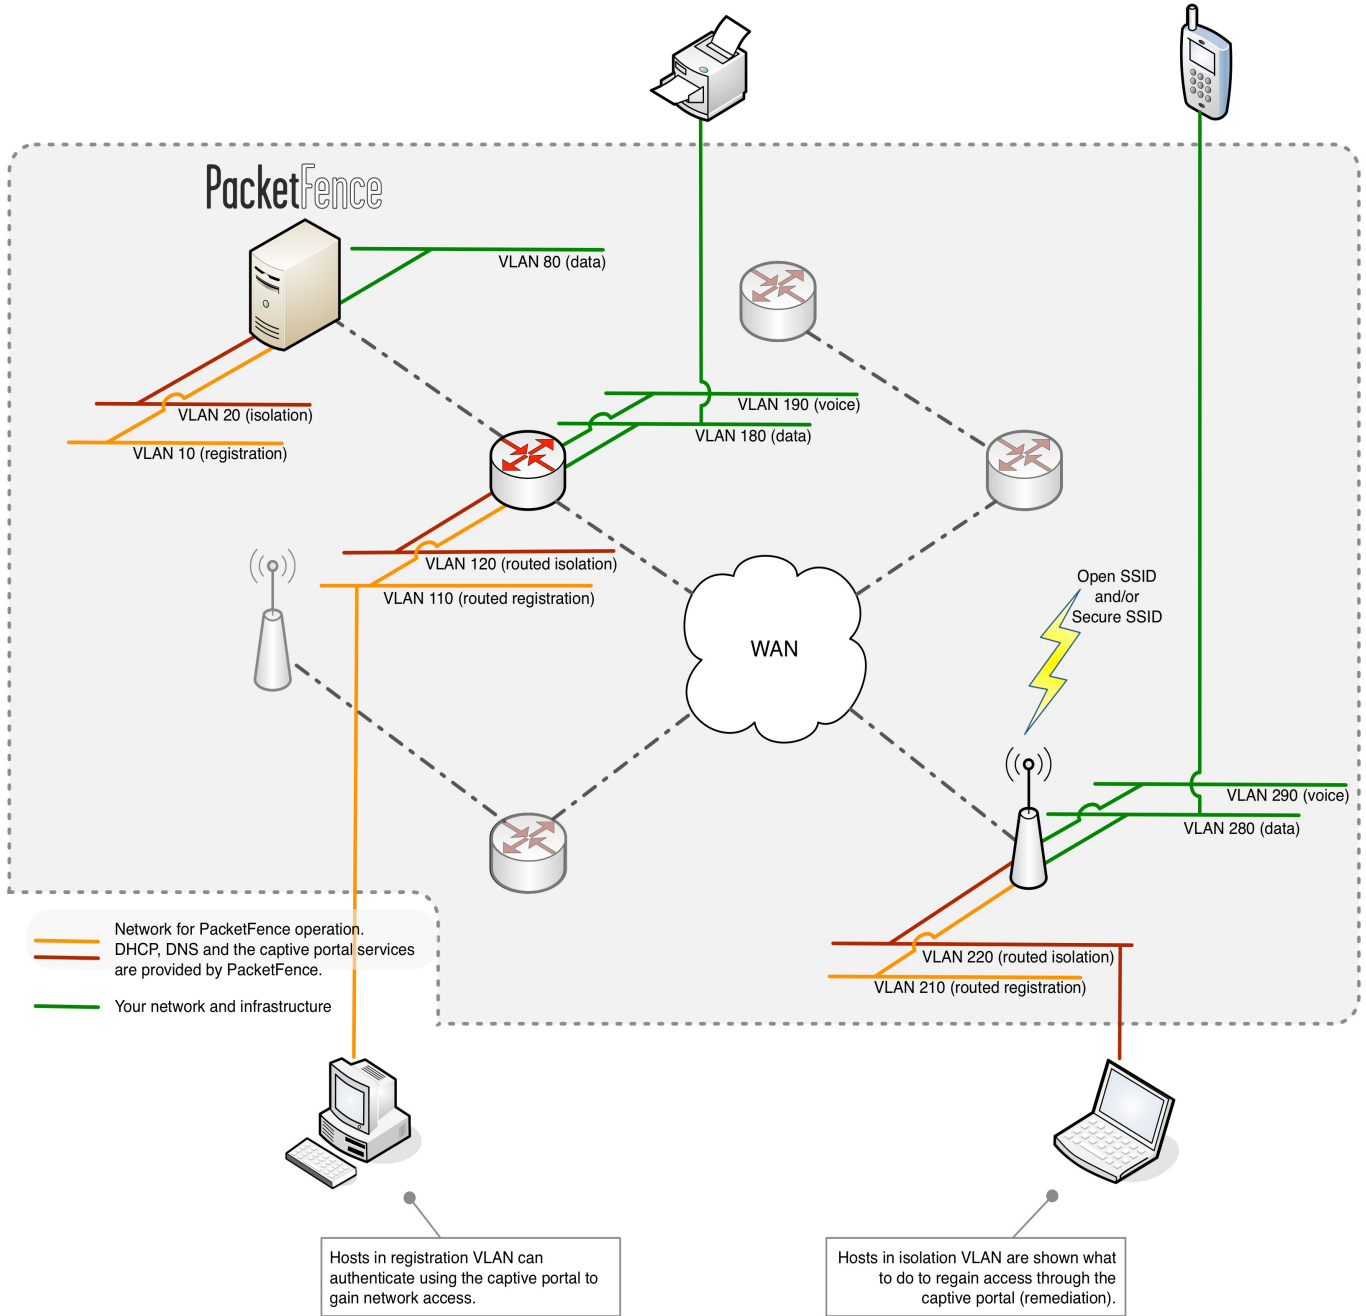 PacketFence
VLAN 80 (data)
VLAN 20 (isolation)
VLAN 10 (registration)
VLAN 190 (voice)
VLAN 180 (data)
VLAN 120 (routed isolation)
VLAN 110 (routed registration)
WAN
Open SSID
and/or
Secure SSID
VLAN 290 (voice)
VLAN 280 (data)
VLAN 220 (routed isolation)
VLAN 210 (routed registration)
Network for PacketFence operation.
DHCP, DNS and the captive portal services
are provided by PacketFence.
Your network and infrastructure
Hosts in registration VLAN can
authenticate using the captive portal to
gain network access.
Hosts in isolation VLAN are shown what
to do to regain access through the
captive portal (remediation).